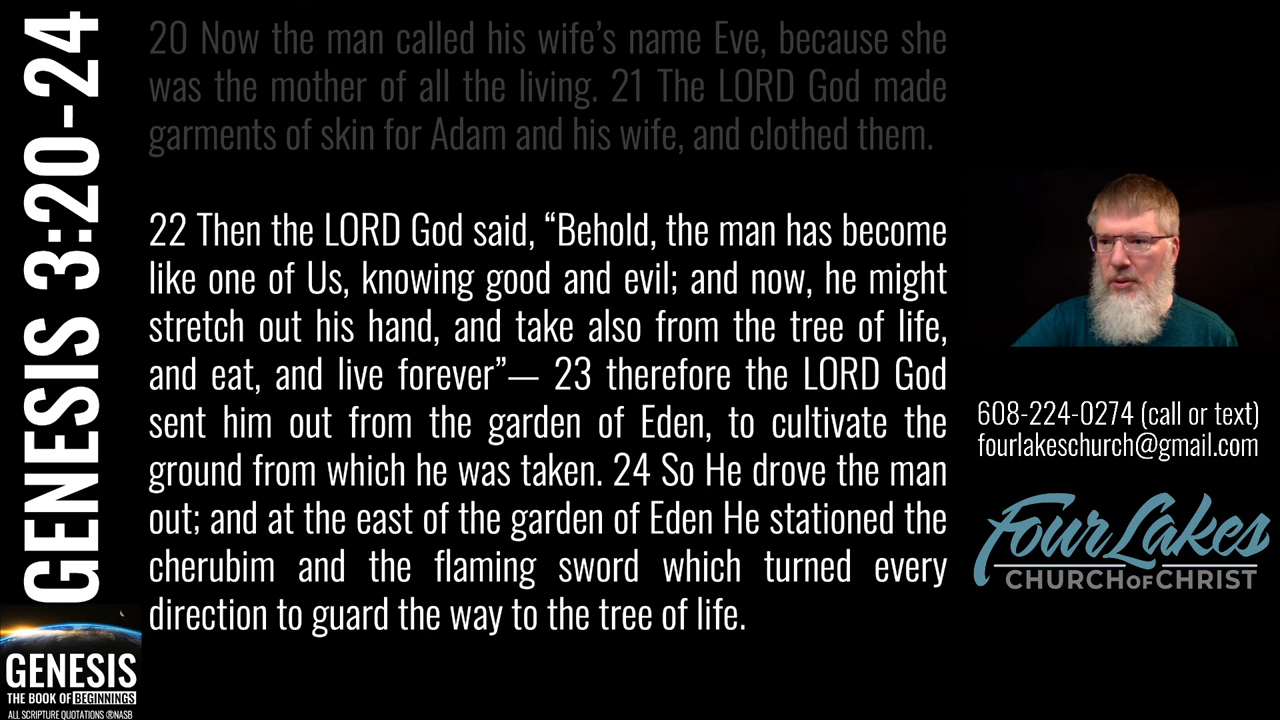 GENESIS 3:20-24
20 Now the man called his wife’s name Eve, because she
was the mother of all the living. 21 The LORD God made
garments of skin for Adam and his wife, and clothed them.
22 Then the LORD God said, “Behold, the man has become
like one of Us, knowing good and evil; and now, he might
stretch out his hand, and take also from the tree of life,
and eat, and live forever”— 23 therefore the LORD God
sent him out from the garden of Eden, to cultivate the
ground from which he was taken. 24 So He drove the man
out; and at the east of the garden of Eden He stationed the
cherubim and the flaming sword which turned every
direction to guard the way to the tree of life.
GENESIS
THE BOOK OF BEGINNINGS
ALL SCRIPTURE QUOTATIONS ®NASB
608-224-0274 (call or text)
fourlakeschurch@gmail.com
Four Lakes
CHURCH OF CHRIST